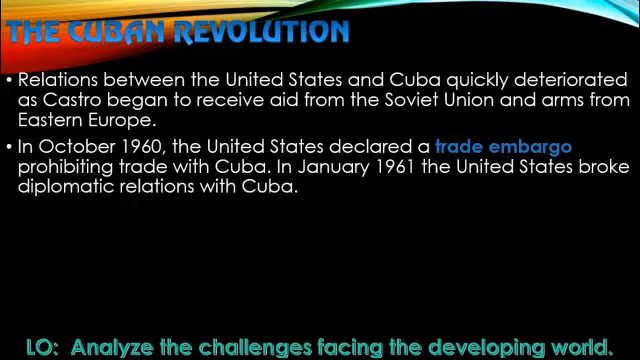 THE CUBAN REVOLUTION
• Relations between the United States and Cuba quickly deteriorated
as Castro began to receive aid from the Soviet Union and arms from
Eastern Europe.
• In October 1960, the United States declared a trade embargo
prohibiting trade with Cuba. In January 1961 the United States broke
diplomatic relations with Cuba.
LO: Analyze the challenges facing the developing world.